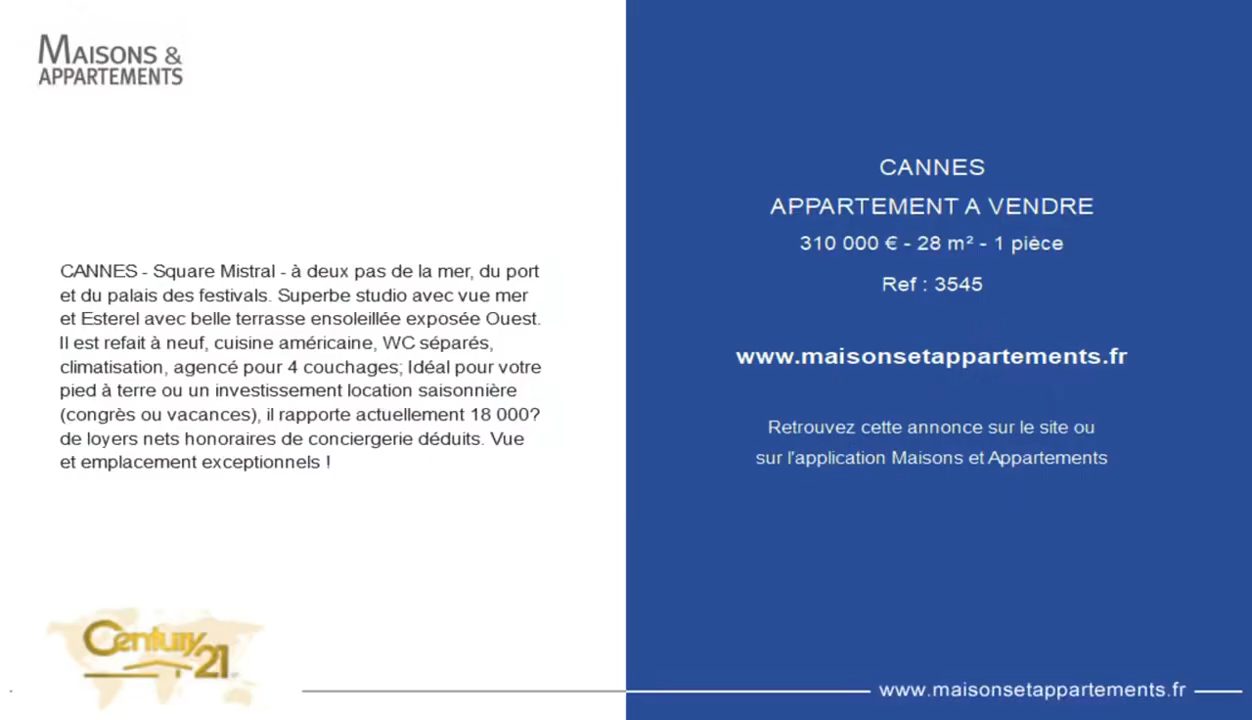 MAISONS &
APPARTEMENTS
CANNES - Square Mistral - à deux pas de la mer, du port
et du palais des festivals. Superbe studio avec vue mer
et Esterel avec belle terrasse ensoleillée exposée Ouest.
Il est refait à neuf, cuisine américaine, WC séparés,
climatisation, agencé pour 4 couchages; Idéal pour votre
pied à terre ou un investissement location saisonnière
(congrès ou vacances), il rapporte actuellement 18 000?
de loyers nets honoraires de conciergerie déduits. Vue
et emplacement exceptionnels !
Century
21
CANNES
APPARTEMENT A VENDRE
310 000 € - 28 m² - 1 pièce
Ref : 3545
www.maisonsetappartements.fr
Retrouvez cette annonce sur le site ou
sur l'application Maisons et Appartements
www.maisonsetappartements.fr